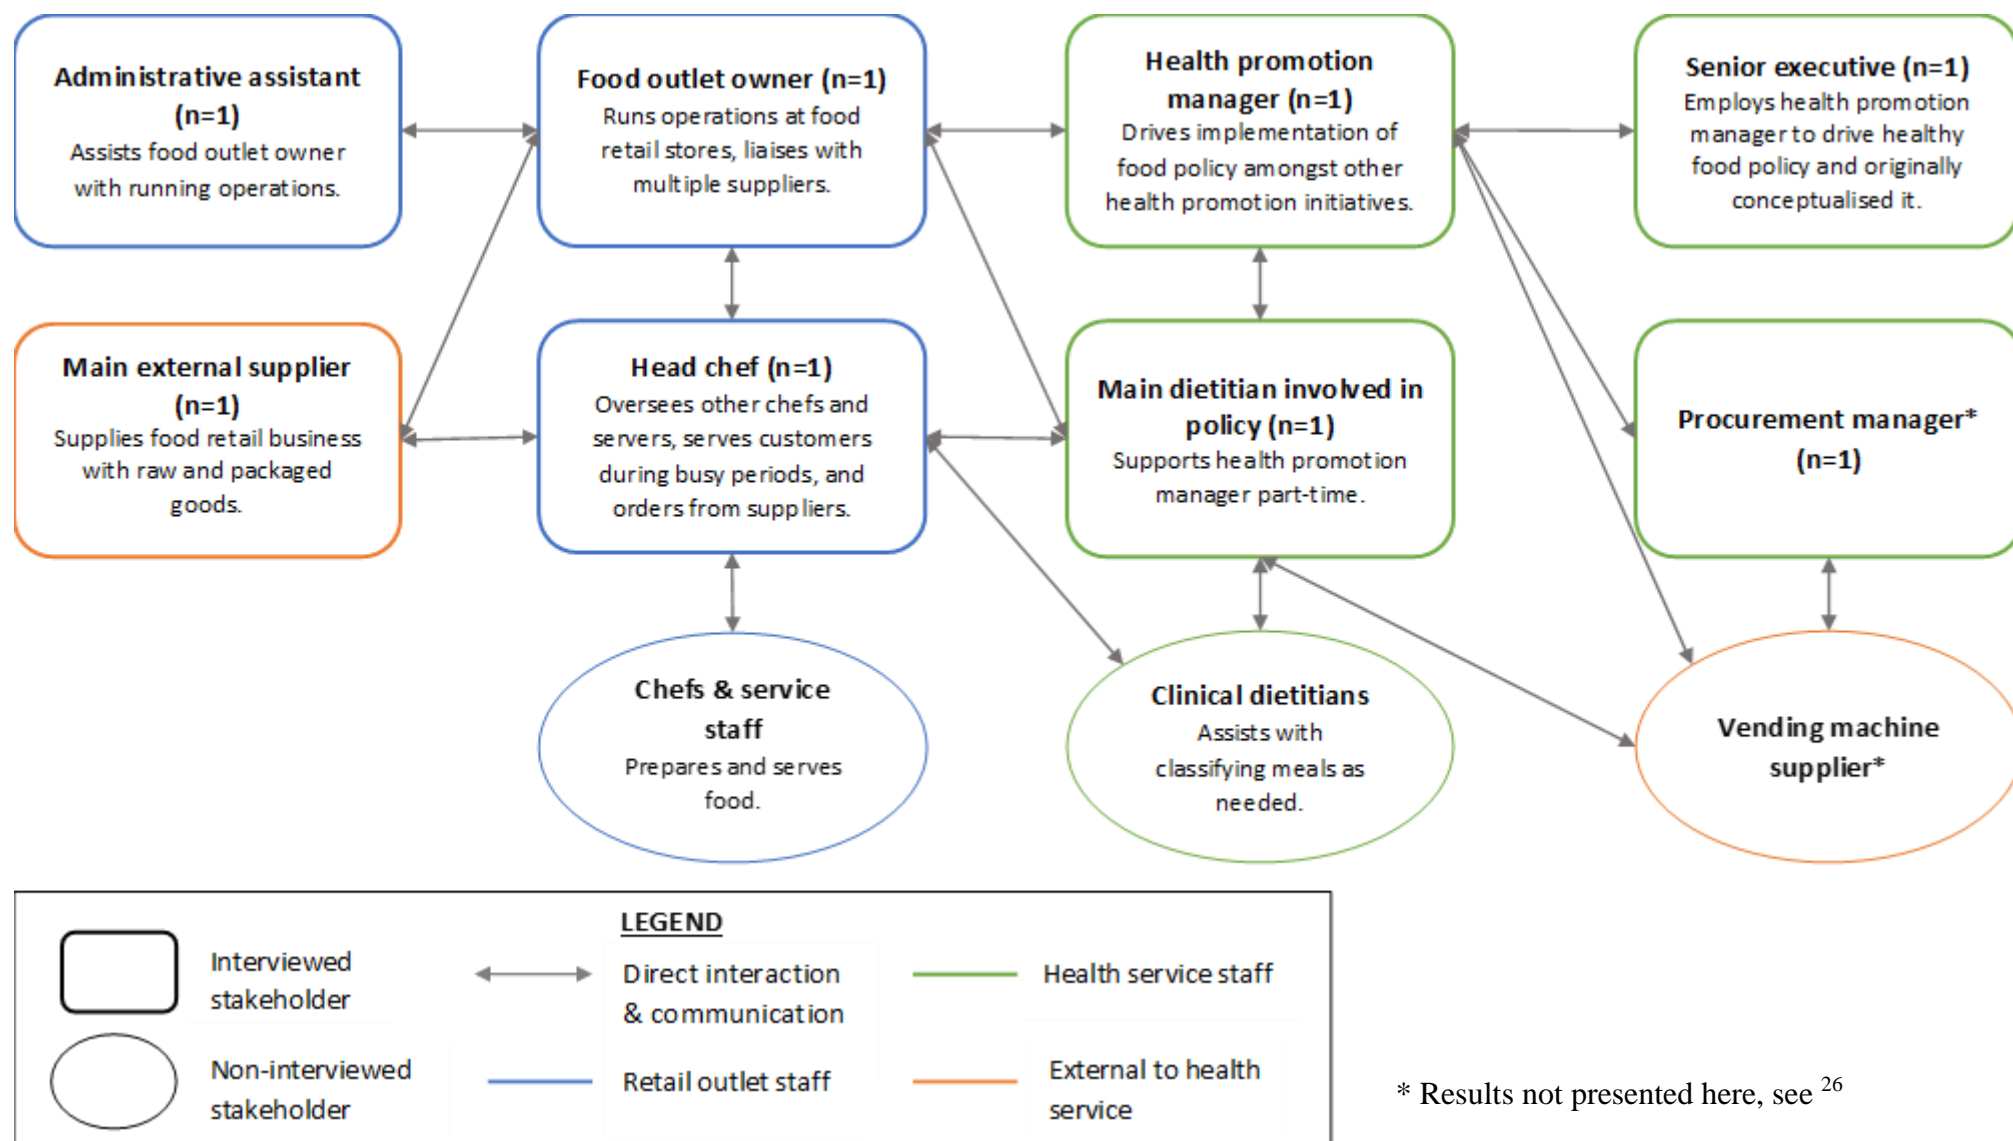 Administrative assistant
(n=1)
Assists food outlet owner
with running operations.
Food outlet owner (n=1)
Runs operations at food
retail stores, liaises with
multiple suppliers.
Health promotion
manager (n=1)
Drives implementation of
food policy amongst other
health promotion initiatives.
Senior executive (n=1)
Employs health promotion
manager to drive healthy
food policy and originally
conceptualised it.
Main external supplier
(n=1)
Supplies food retail business
with raw and packaged
goods.
Head chef (n=1)
Oversees other chefs and
servers, serves customers
during busy periods, and
orders from suppliers.
Main dietitian involved in
policy (n=1)
Supports health promotion
manager part-time.
Procurement manager*
(n=1)
Chefs & service
staff
Prepares and serves
food.
Clinical dietitians
Assists with
classifying meals as
needed.
Vending machine
supplier*
LEGEND
Interviewed
stakeholder
Direct interaction
& communication
Health service staff
Non-interviewed
stakeholder
Retail outlet staff
External to health
service
* Results not presented here, see 26